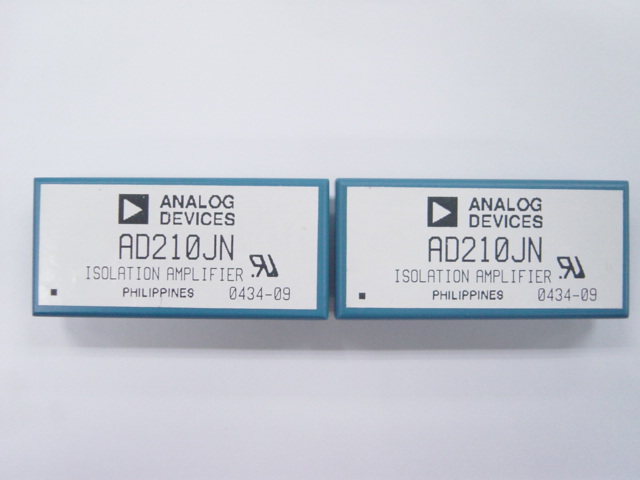 ANALOG
DEVICES
AD210JN
ISOLATION AMPLIFIER
PHILIPPINES 0434-09
ANALOG
DEVICES
AD210JN
ISOLATION AMPLIFIER
PHILIPPINES 0434-09